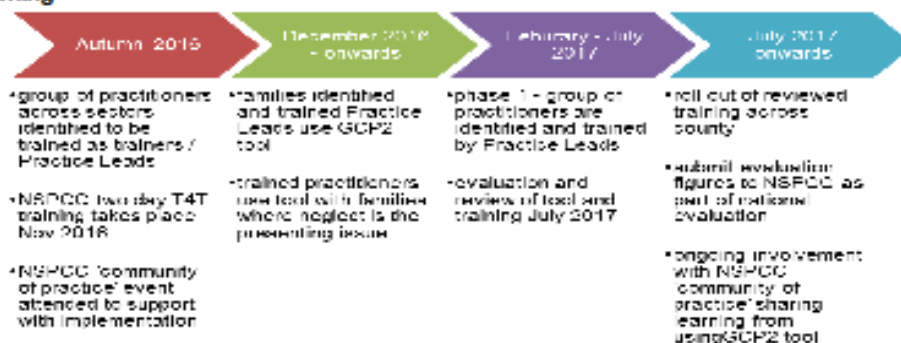 Autumn 2016
December 2016
- onwards
Feburary - July
2017
July 2017
onwards
•group of practitioners
across sectors
identified to be
trained as trainers /
Practice Leads
•NSPCC two day T4T
training takes place
Nov 2016
•NSPCC 'community
of practice' event
attended to support
with implementation
•families identified
and trained Practice
Leads use GCP2
tool
•trained practitioners
use tool with families
where neglect is the
presenting issue
•phase 1 - group of
practitioners are
identified and trained
by Practice Leads
•evaluation and
review of tool and
training July 2017
•roll out of reviewed
training across
county
•submit evaluation
figures to NSPCC as
part of national
evaluation
•ongoing involvement
with NSPCC
'community of
practice' sharing
learning from
usingGCP2 tool